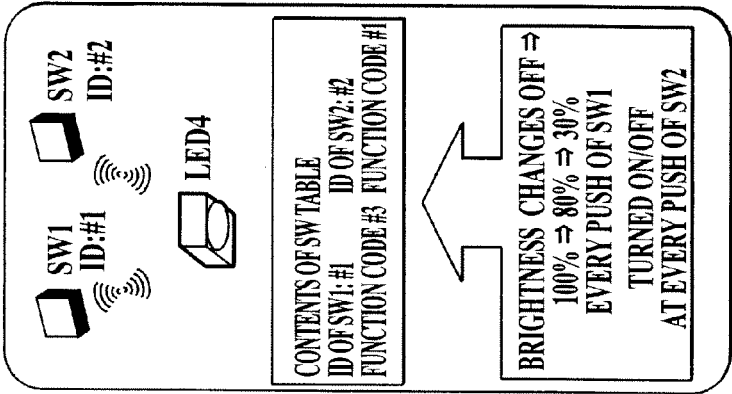 SW1
ID:#1
SW2
ID:#2
LED4
CONTENTS OF SW TABLE
ID OF SW1: #1 ID OF SW2: #2
FUNCTION CODE #3 FUNCTION CODE #1
BRIGHTNESS CHANGES OFF ⇒
100% ⇒ 80% ⇒ 30%
EVERY PUSH OF SW1
TURNED ON/OFF
AT EVERY PUSH OF SW2